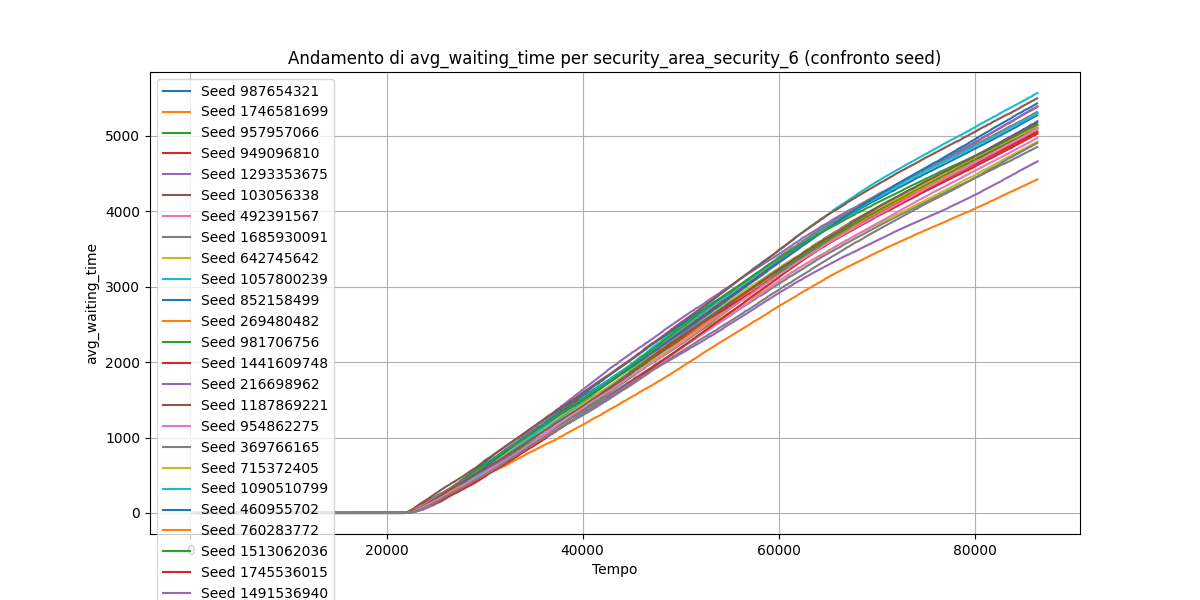 Andamento di avg_waiting_time per security_area_security_6 (confronto seed)
Seed 987654321
Seed 1746581699
Seed 957957066
Seed 949096810
Seed 1293353675
Seed 103056338
Seed 492391567
Seed 1685930091
Seed 642745642
Seed 1057800239
Seed 852158499
Seed 269480482
Seed 981706756
Seed 1441609748
Seed 216698962
Seed 1187869221
Seed 954862275
Seed 369766165
Seed 715372405
Seed 1090510799
Seed 460955702
Seed 760283772
Seed 1513062036
Seed 1745536015
Seed 1491536940
avg_waiting_time
5000
4000
3000
2000
1000
0
0 20000 40000 60000 80000
Tempo